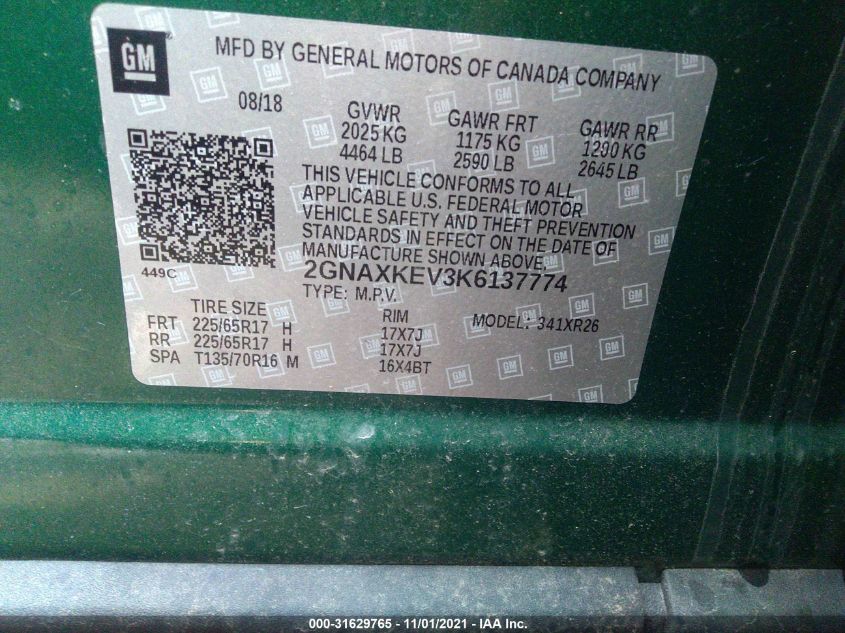 GM
MFD BY GENERAL MOTORS OF CANADA COMPANY
08/18
GVWR
2025 KG
4464 LB
GAWR FRT
1175 KG
2590 LB
GAWR RR
1200 KG
2645 LB
THIS VEHICLE CONFORMS TO ALL
APPLICABLE U.S. FEDERAL MOTOR
VEHICLE SAFETY AND THEFT PREVENTION
STANDARDS IN EFFECT ON THE DATE OF
MANUFACTURE SHOWN ABOVE.
449C
2GNAXKEV3K6137774
TYPE: M.P.V.
MODEL: 341XR26
TIRE SIZE
RIM
FRT 225/65R17 H 17X7J
RR 225/65R17 H 17X7J
SPA T135/70R16 M 16X4BT
000-31629765 - 11/01/2021 - IAA Inc.